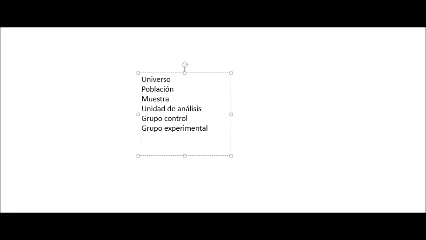 Universo
Población
Muestra
Unidad de análisis
Grupo control
Grupo experimental